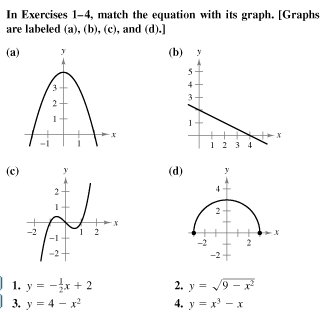 In Exercises 1–4, match the equation with its graph. [Graphs
are labeled (a), (b), (c), and (d).]
(a)
y
3
2
1
−1
1
x
(b)
y
5
4
3
1
1 2 3 4
x
(c)
y
2
1
−2
1 2
x
−1
−2
(d)
y
4
2
−2
2
x
−2
1. y = −½x + 2
2. y = √9 − x²
3. y = 4 − x²
4. y = x³ − x